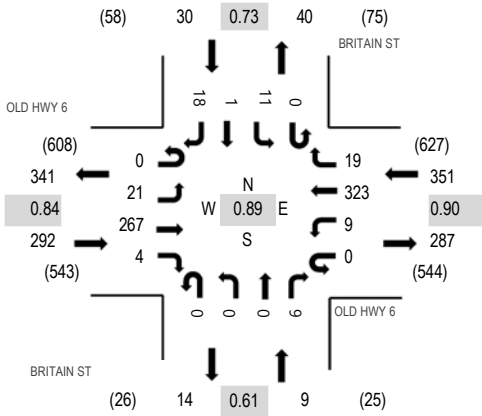 (58) 30 0.73 40 (75)
BRITAIN ST
18 1 11 0
OLD HWY 6
(608) 0 19 (627)
341 21 323 351
N
0.84 267 W 0.89 E 9 0.90
S
292 4 0 287
(543) (544)
0 0 0 9
OLD HWY 6
BRITAIN ST
(26) 14 0.61 9 (25)